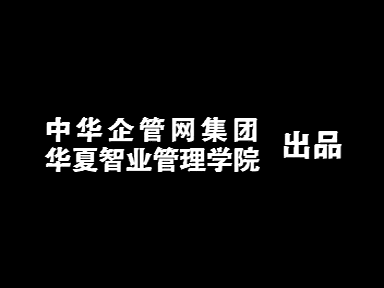 中华企管网集团
华夏智业管理学院
出品